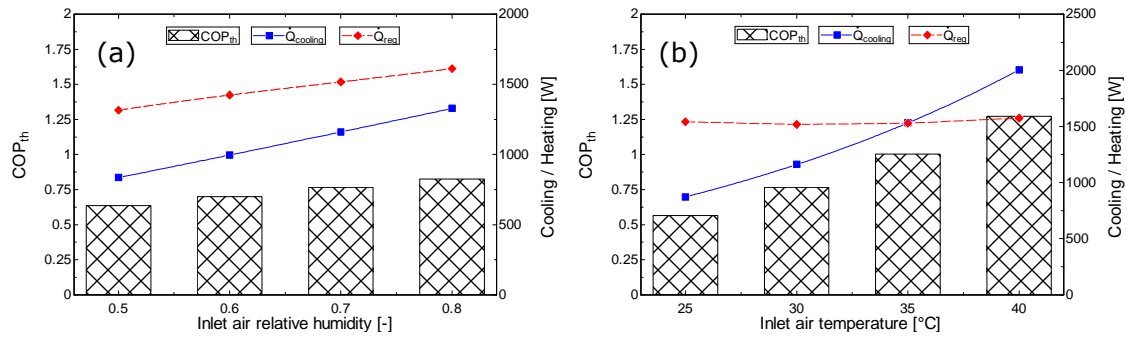 (a)
COPth Q̇cooling Q̇reg
2
1.75
1.5
1.25
1
0.75
0.5
0.25
0
COPth
2000
1500
1000
500
0
Cooling / Heating [W]
0.5 0.6 0.7 0.8
Inlet air relative humidity [-]
(b)
COPth Q̇cooling Q̇reg
2
1.75
1.5
1.25
1
0.75
0.5
0.25
0
COPth
2500
2000
1500
1000
500
0
Cooling / Heating [W]
25 30 35 40
Inlet air temperature [°C]